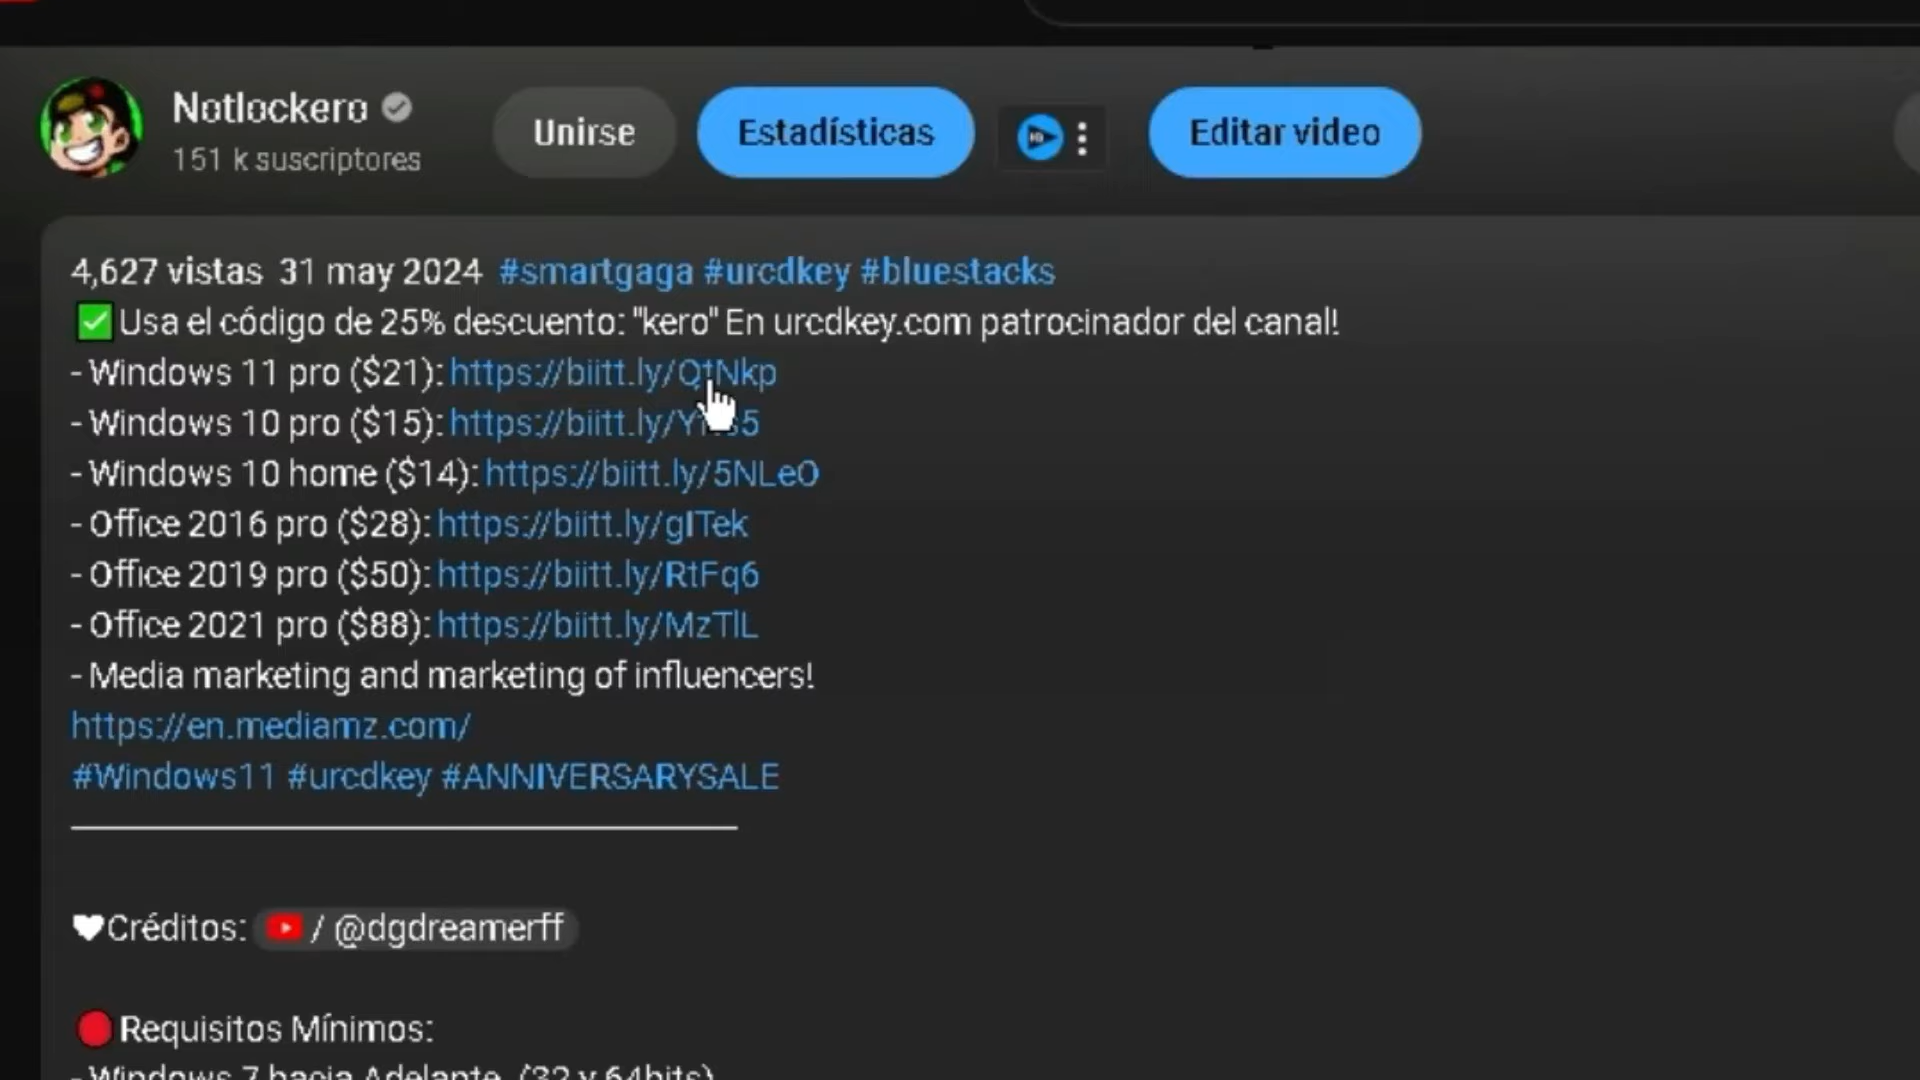 Notlockero
151 k suscriptores
Unirse
Estadísticas
Editar video
4,627 vistas 31 may 2024 #smartgaga #urcdkey #bluestacks
✅Usa el código de 25% descuento: "kero" En urcdkey.com patrocinador del canal!
- Windows 11 pro ($21): https://biitt.ly/QtNkp
- Windows 10 pro ($15):
- Windows 10 home ($14): https://biitt.ly/5NLeO
- Office 2016 pro ($28): https://biitt.ly/gITek
- Office 2019 pro ($50): https://biitt.ly/RtFq6
- Office 2021 pro ($88): https://biitt.ly/MzTlL
- Media marketing and marketing of influencers!
https://en.mediamz.com/
#Windows11 #urcdkey #ANNIVERSARYSALE
Créditos: / @dgdreamerff
Requisitos Mínimos:
- Windows 7 hacia Adelante. (32 y 64bits)